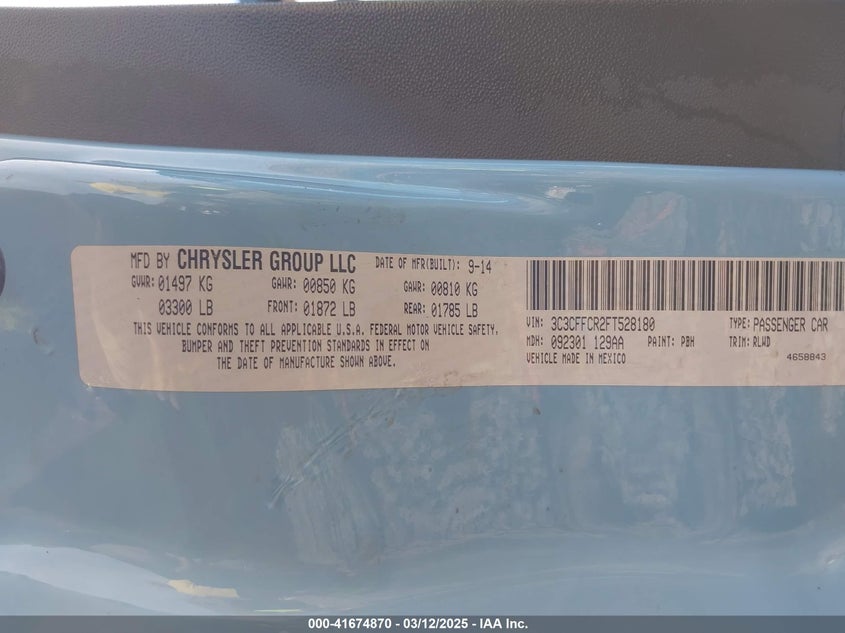 MFD BY CHRYSLER GROUP LLC DATE OF MFR(BUILT): 9-14
GVWR: 01497 KG GAWR: 00850 KG GAWR: 00810 KG
03300 LB FRONT: 01872 LB REAR: 01785 LB
THIS VEHICLE CONFORMS TO ALL APPLICABLE U.S.A. FEDERAL MOTOR VEHICLE SAFETY,
BUMPER AND THEFT PREVENTION STANDARDS IN EFFECT ON
THE DATE OF MANUFACTURE SHOWN ABOVE.
VIN: 3C3CFFCR2FT528180 TYPE: PASSENGER CAR
MDH: 092301 129AA PAINT: PBH TRIM: RLWD
VEHICLE MADE IN MEXICO 4658843
000-41674870 - 03/12/2025 - IAA Inc.